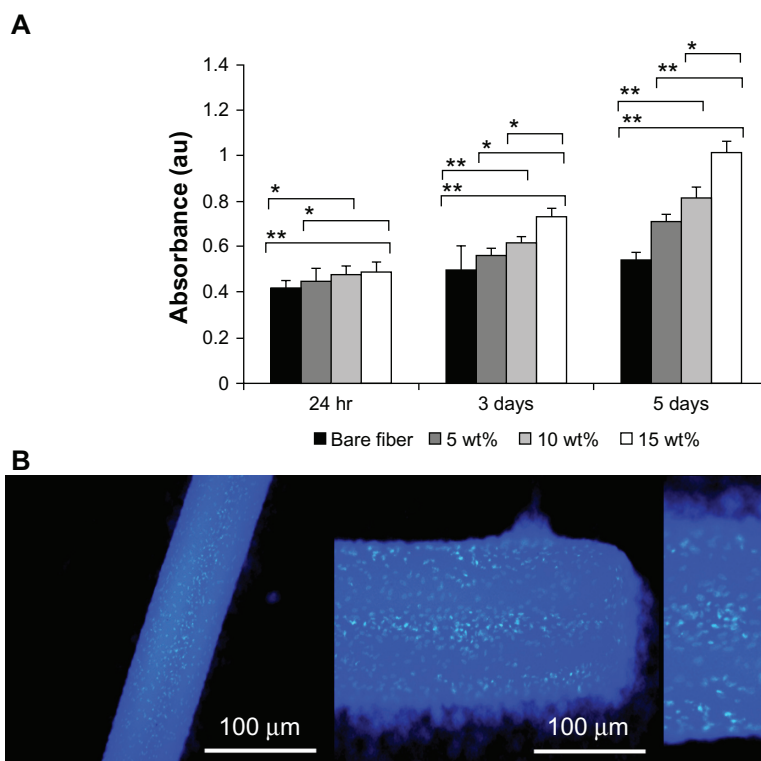 A
1.4
1.2
1
0.8
0.6
0.4
0.2
0
Absorbance (au)
* ** ** **
* * ** * ** **
* * **
24 hr 3 days 5 days
Bare fiber 5 wt% 10 wt% 15 wt%
B
100 μm 100 μm